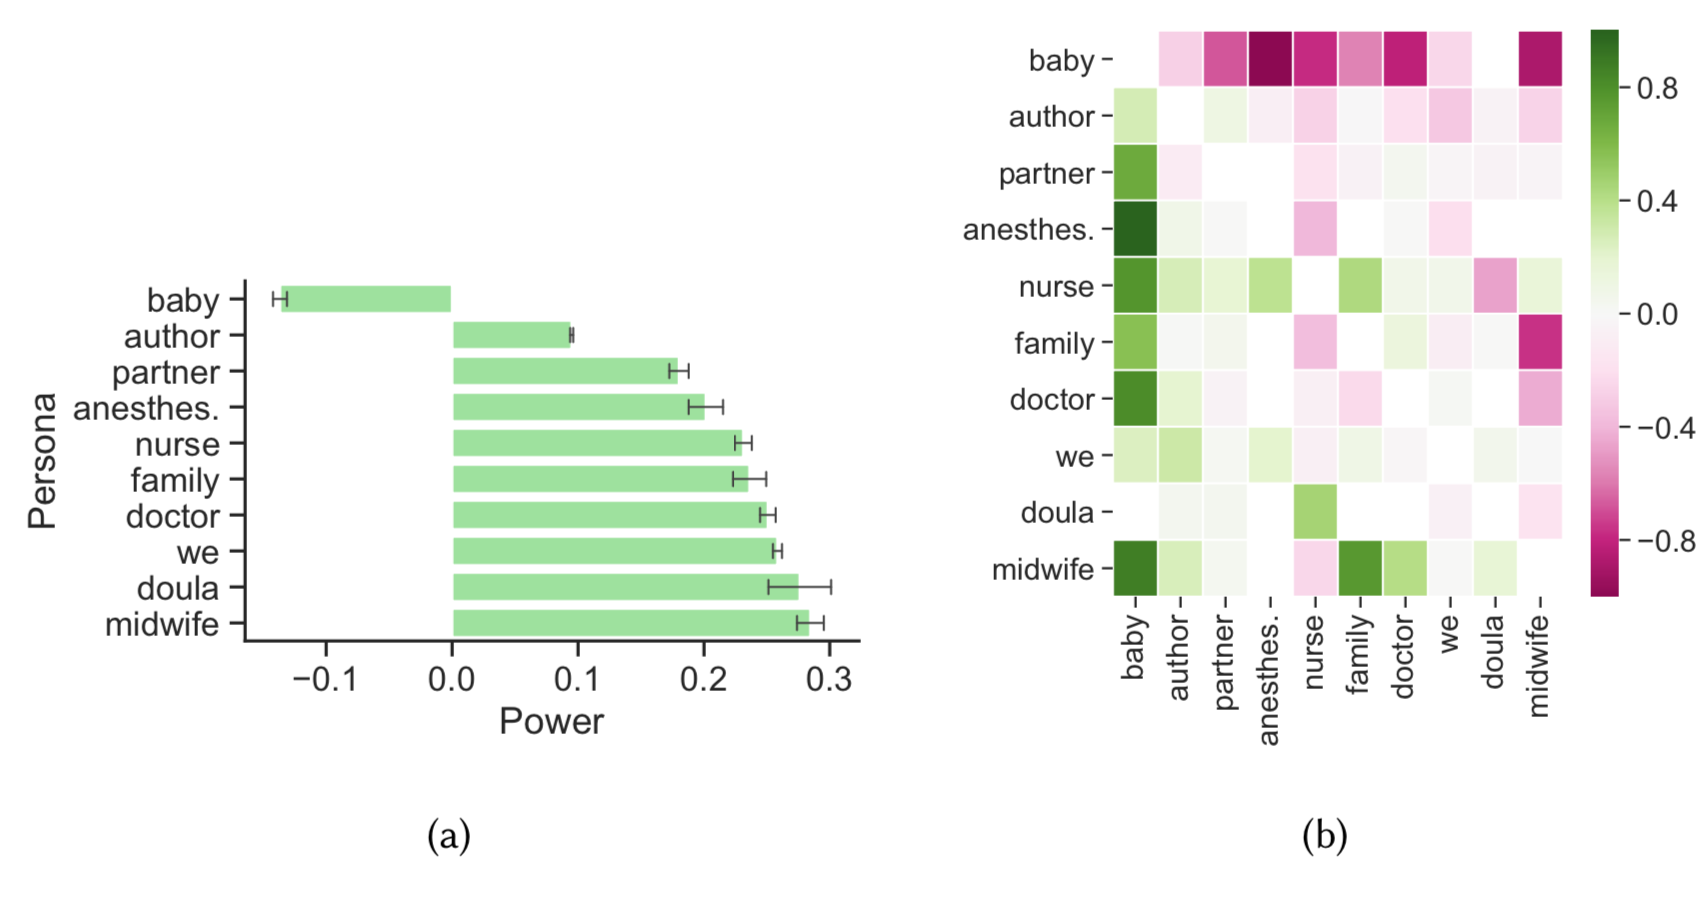 baby
author
partner
anesthes.
nurse
family
doctor
we
doula
midwife
Persona
−0.1 0.0 0.1 0.2 0.3
Power
(a)
baby
author
partner
anesthes.
nurse
family
doctor
we
doula
midwife
baby author partner anesthes. nurse family doctor we doula midwife
0.8
0.4
0.0
−0.4
−0.8
(b)